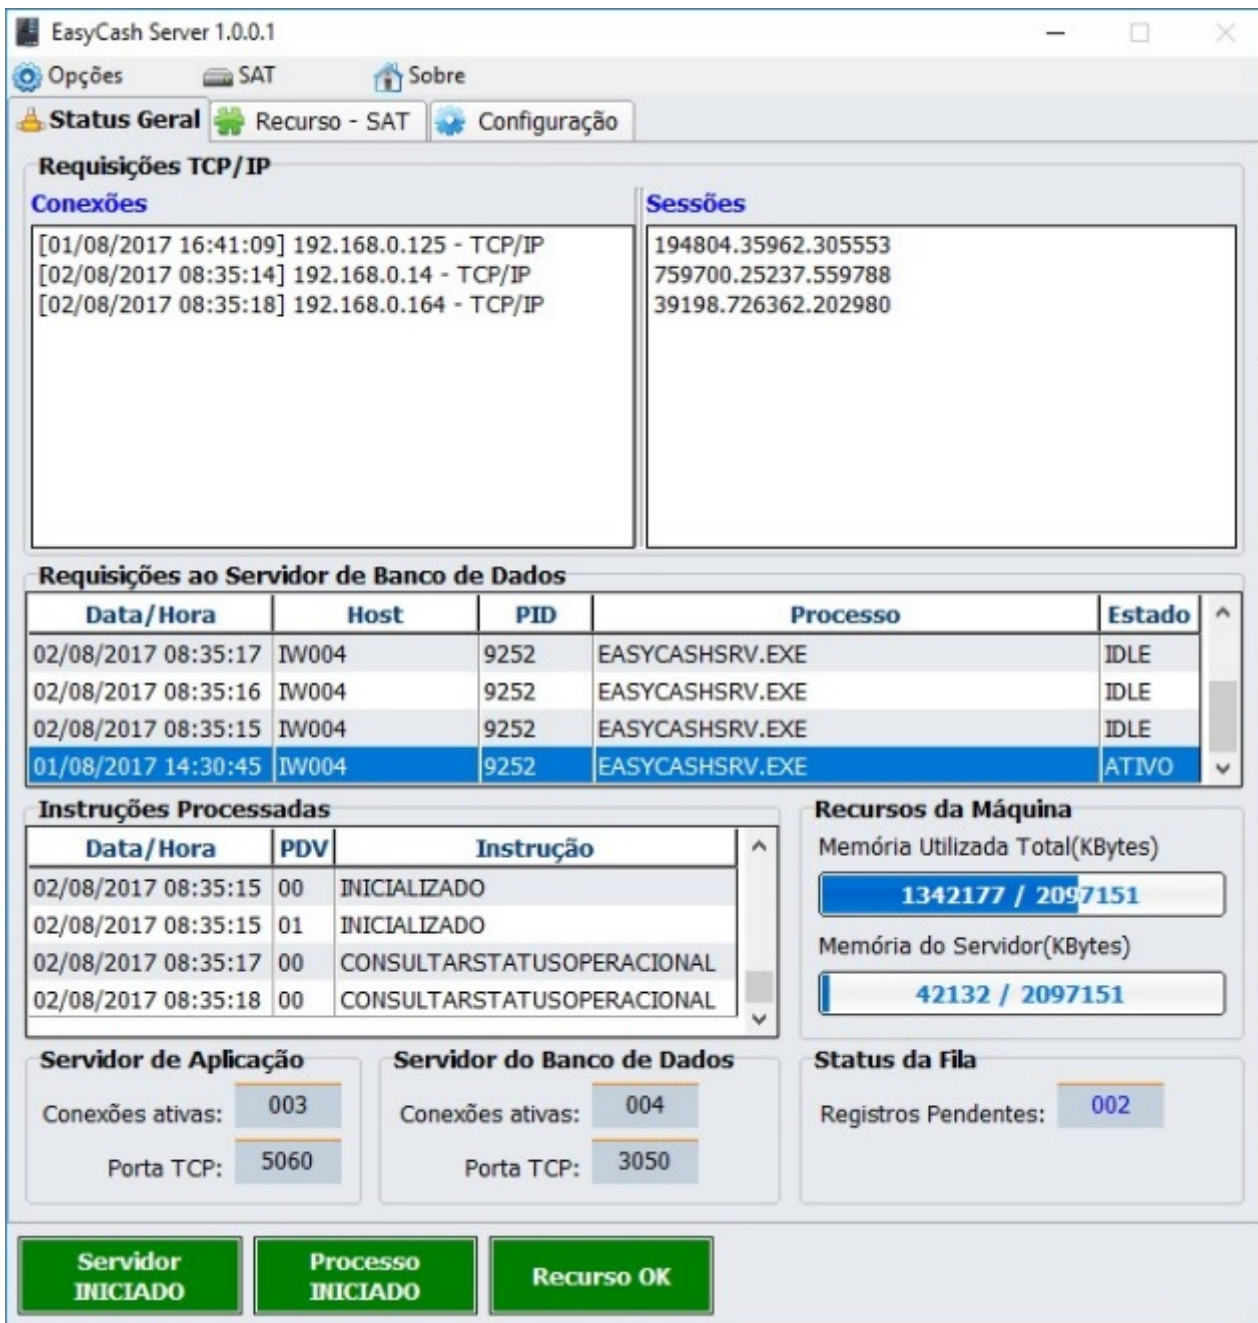 EasyCash Server 1.0.0.1
Opções SAT Sobre
Status Geral Recurso - SAT Configuração
Requisições TCP/IP
Conexões
[01/08/2017 16:41:09] 192.168.0.125 - TCP/IP
[02/08/2017 08:35:14] 192.168.0.14 - TCP/IP
[02/08/2017 08:35:18] 192.168.0.164 - TCP/IP
Sessões
194804.35962.305553
759700.25237.559788
39198.726362.202980
Requisições ao Servidor de Banco de Dados
Data/Hora Host PID Processo Estado
02/08/2017 08:35:17 IW004 9252 EASYCASHSRV.EXE IDLE
02/08/2017 08:35:16 IW004 9252 EASYCASHSRV.EXE IDLE
02/08/2017 08:35:15 IW004 9252 EASYCASHSRV.EXE IDLE
01/08/2017 14:30:45 IW004 9252 EASYCASHSRV.EXE ATIVO
Instruções Processadas
Data/Hora PDV Instrução
02/08/2017 08:35:15 00 INICIALIZADO
02/08/2017 08:35:15 01 INICIALIZADO
02/08/2017 08:35:17 00 CONSULTARSTATUSOPERACIONAL
02/08/2017 08:35:18 00 CONSULTARSTATUSOPERACIONAL
Recursos da Máquina
Memória Utilizada Total(KBytes)
1342177 / 2097151
Memória do Servidor(KBytes)
42132 / 2097151
Servidor de Aplicação
Conexões ativas: 003
Porta TCP: 5060
Servidor do Banco de Dados
Conexões ativas: 004
Porta TCP: 3050
Status da Fila
Registros Pendentes: 002
Servidor
INICIADO
Processo
INICIADO
Recurso OK